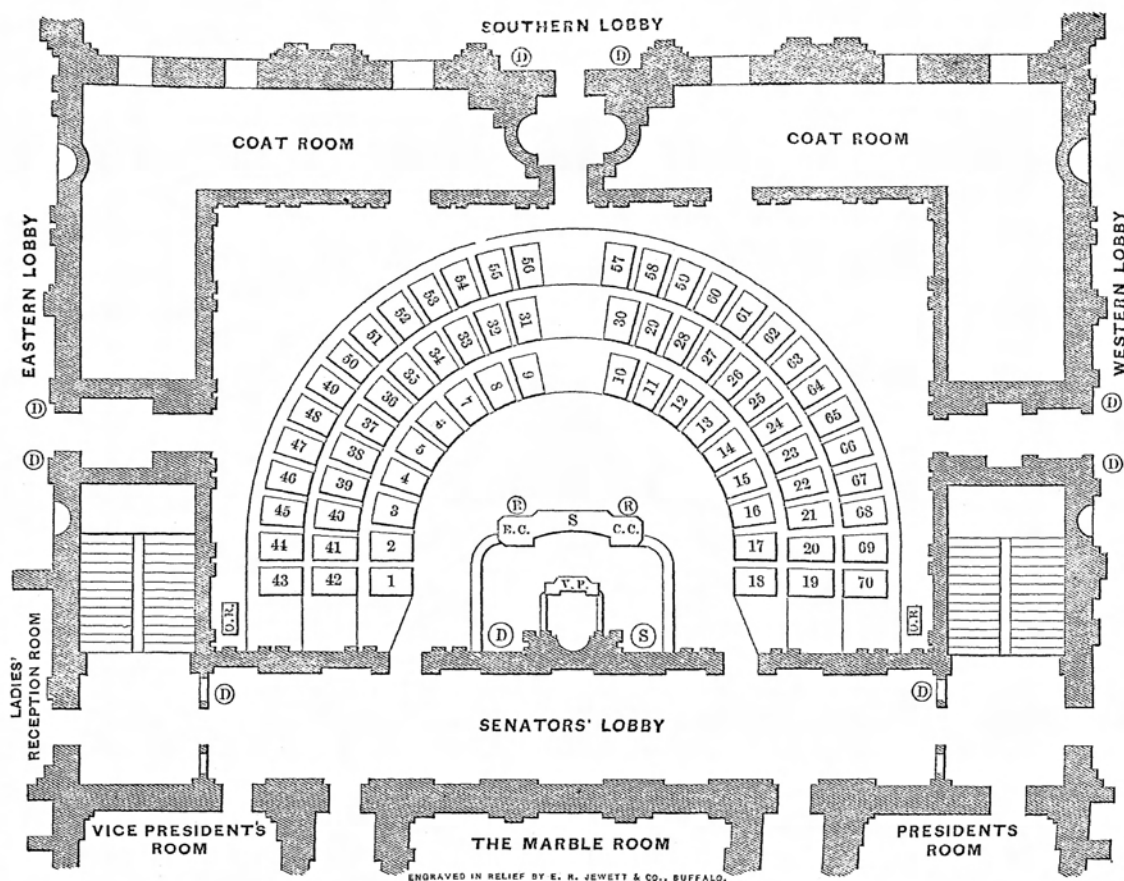 SOUTHERN LOBBY
D D
COAT ROOM
COAT ROOM
EASTERN LOBBY
WESTERN LOBBY
56 57
55 58
54 59
53 60
52 61
51 62
50 63
49 64
48 65
47 66
46 67
45 68
44 69
43 70
31 30
32 29
33 28
34 27
35 26
36 25
37 24
38 23
39 22
40 21
41 20
42 19
9 10
8 11
7 12
6 13
5 14
4 15
3 16
2 17
1 18
D D
D D
R R
E.C. S C.C.
V.P.
D S
O.R. O.R.
D D
LADIES'
RECEPTION ROOM
SENATORS' LOBBY
VICE PRESIDENT'S
ROOM
THE MARBLE ROOM
PRESIDENTS
ROOM
ENGRAVED IN RELIEF BY E. R. JEWETT & CO., BUFFALO.